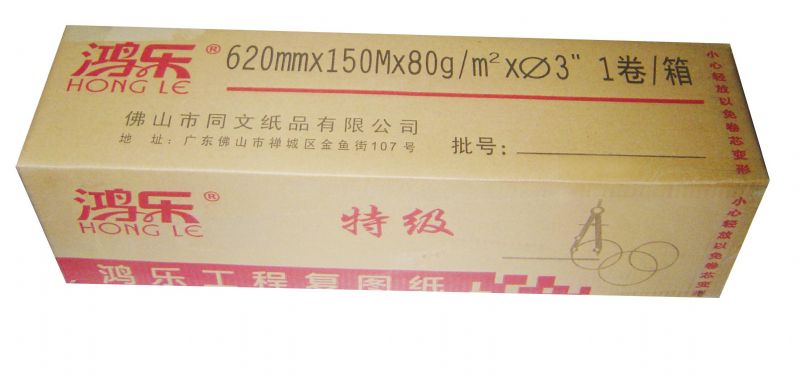 鸿乐®
HONG LE
620mmx150Mx80g/m²xØ3" 1卷/箱
佛山市同文纸品有限公司
地 址：广东佛山市禅城区金鱼街107号
批号：
小心轻放以免卷芯变形
鸿乐®
HONG LE
特级
鸿乐工程复图纸
小心轻放以免卷芯变形